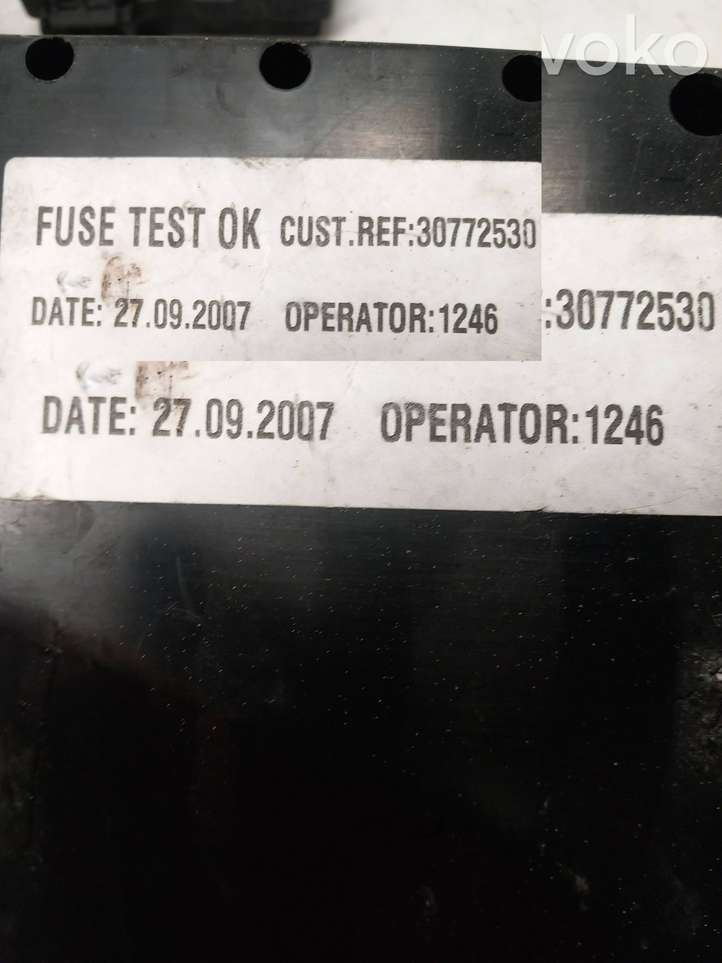 voko
FUSE TEST OK CUST.REF:30772530
DATE: 27.09.2007 OPERATOR:1246
:30772530
DATE: 27.09.2007 OPERATOR:1246